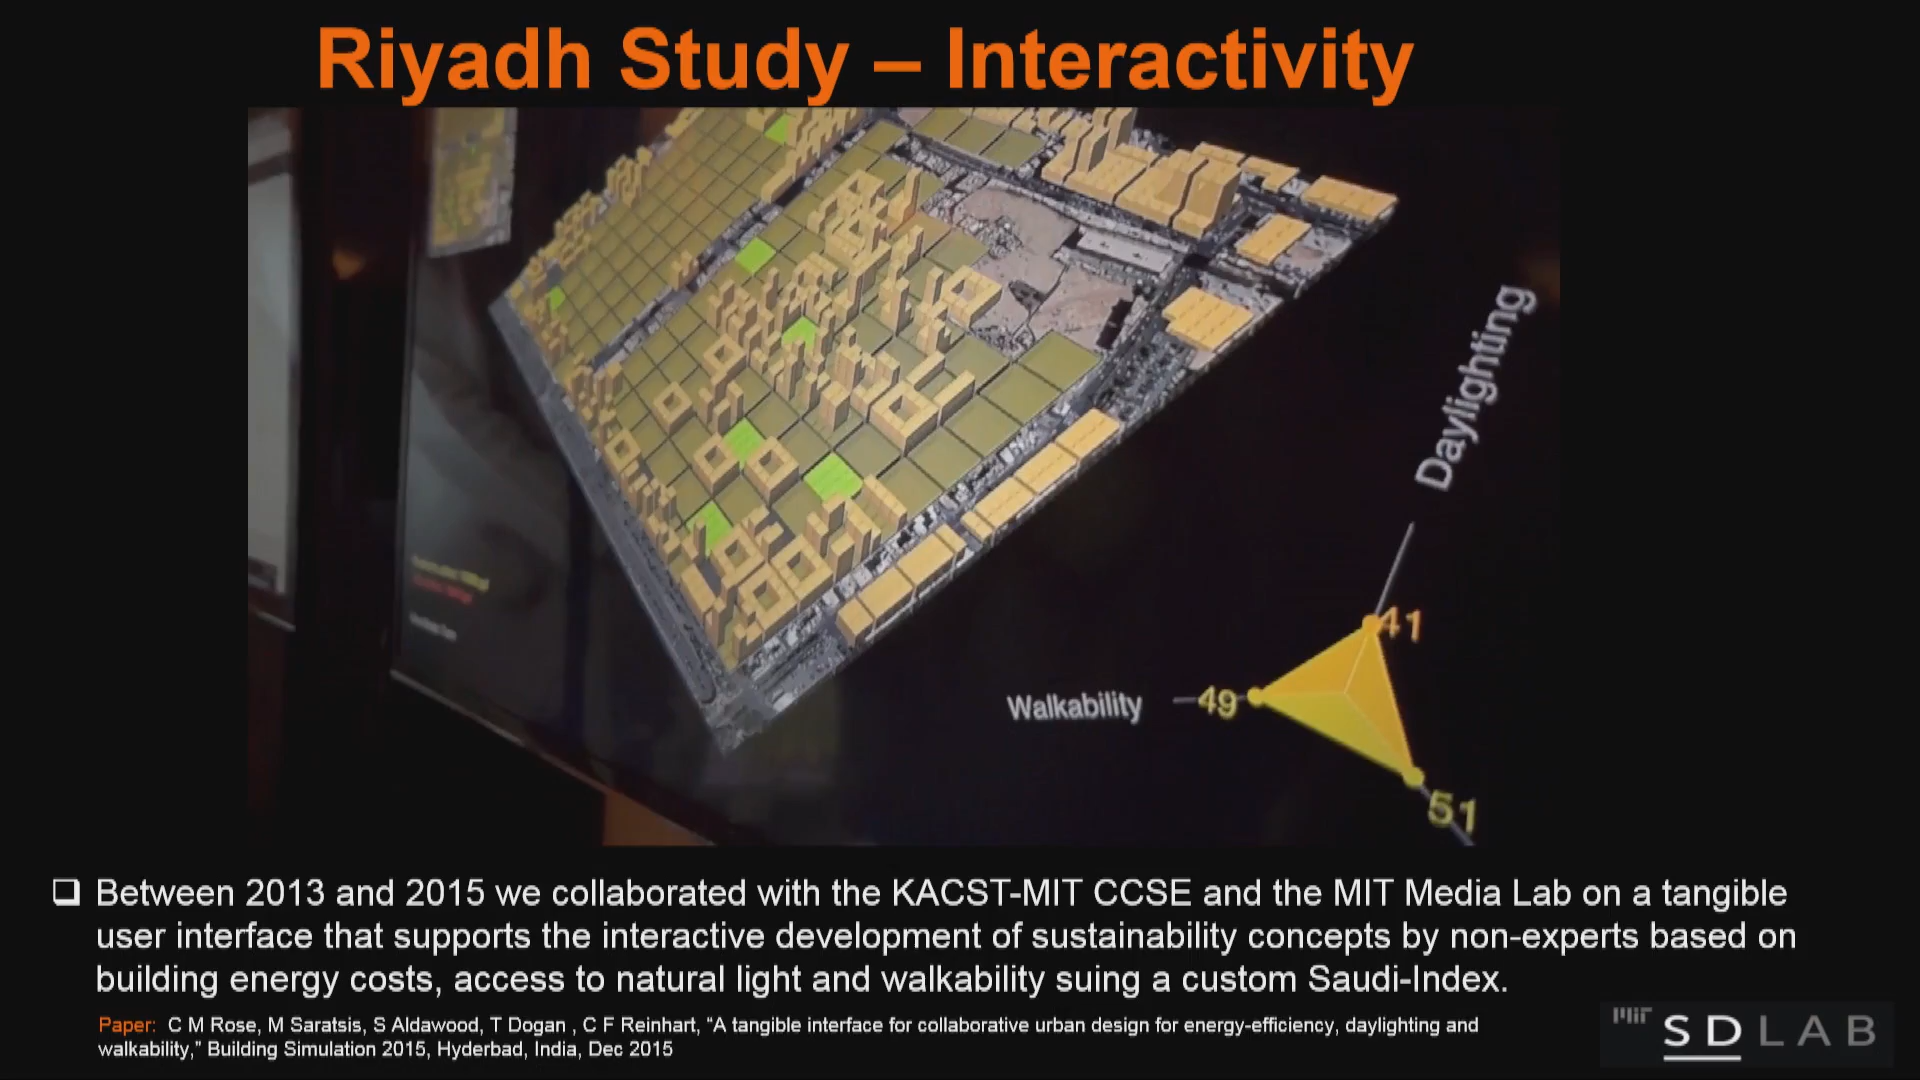 Riyadh Study – Interactivity
Daylighting
41
Walkability
49
51
❑ Between 2013 and 2015 we collaborated with the KACST-MIT CCSE and the MIT Media Lab on a tangible
user interface that supports the interactive development of sustainability concepts by non-experts based on
building energy costs, access to natural light and walkability suing a custom Saudi-Index.
Paper: C M Rose, M Saratsis, S Aldawood, T Dogan , C F Reinhart, “A tangible interface for collaborative urban design for energy-efficiency, daylighting and
walkability,” Building Simulation 2015, Hyderbad, India, Dec 2015
MIT
SDLAB